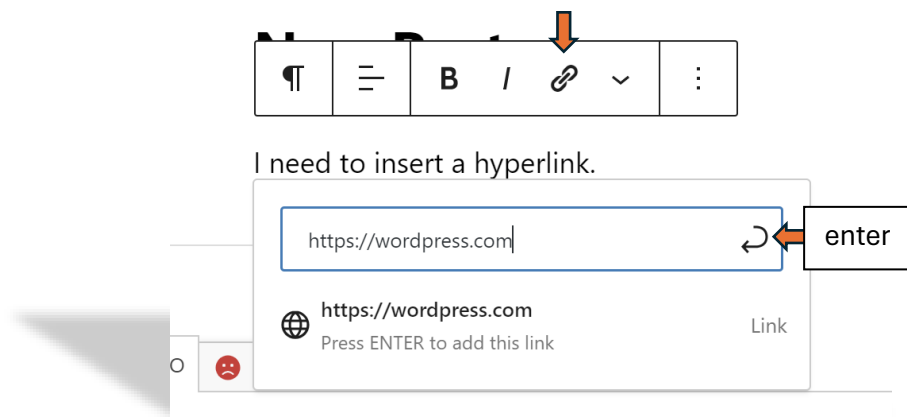 ¶
B I
I need to insert a hyperlink.
https://wordpress.com
enter
https://wordpress.com
Link
Press ENTER to add this link
O